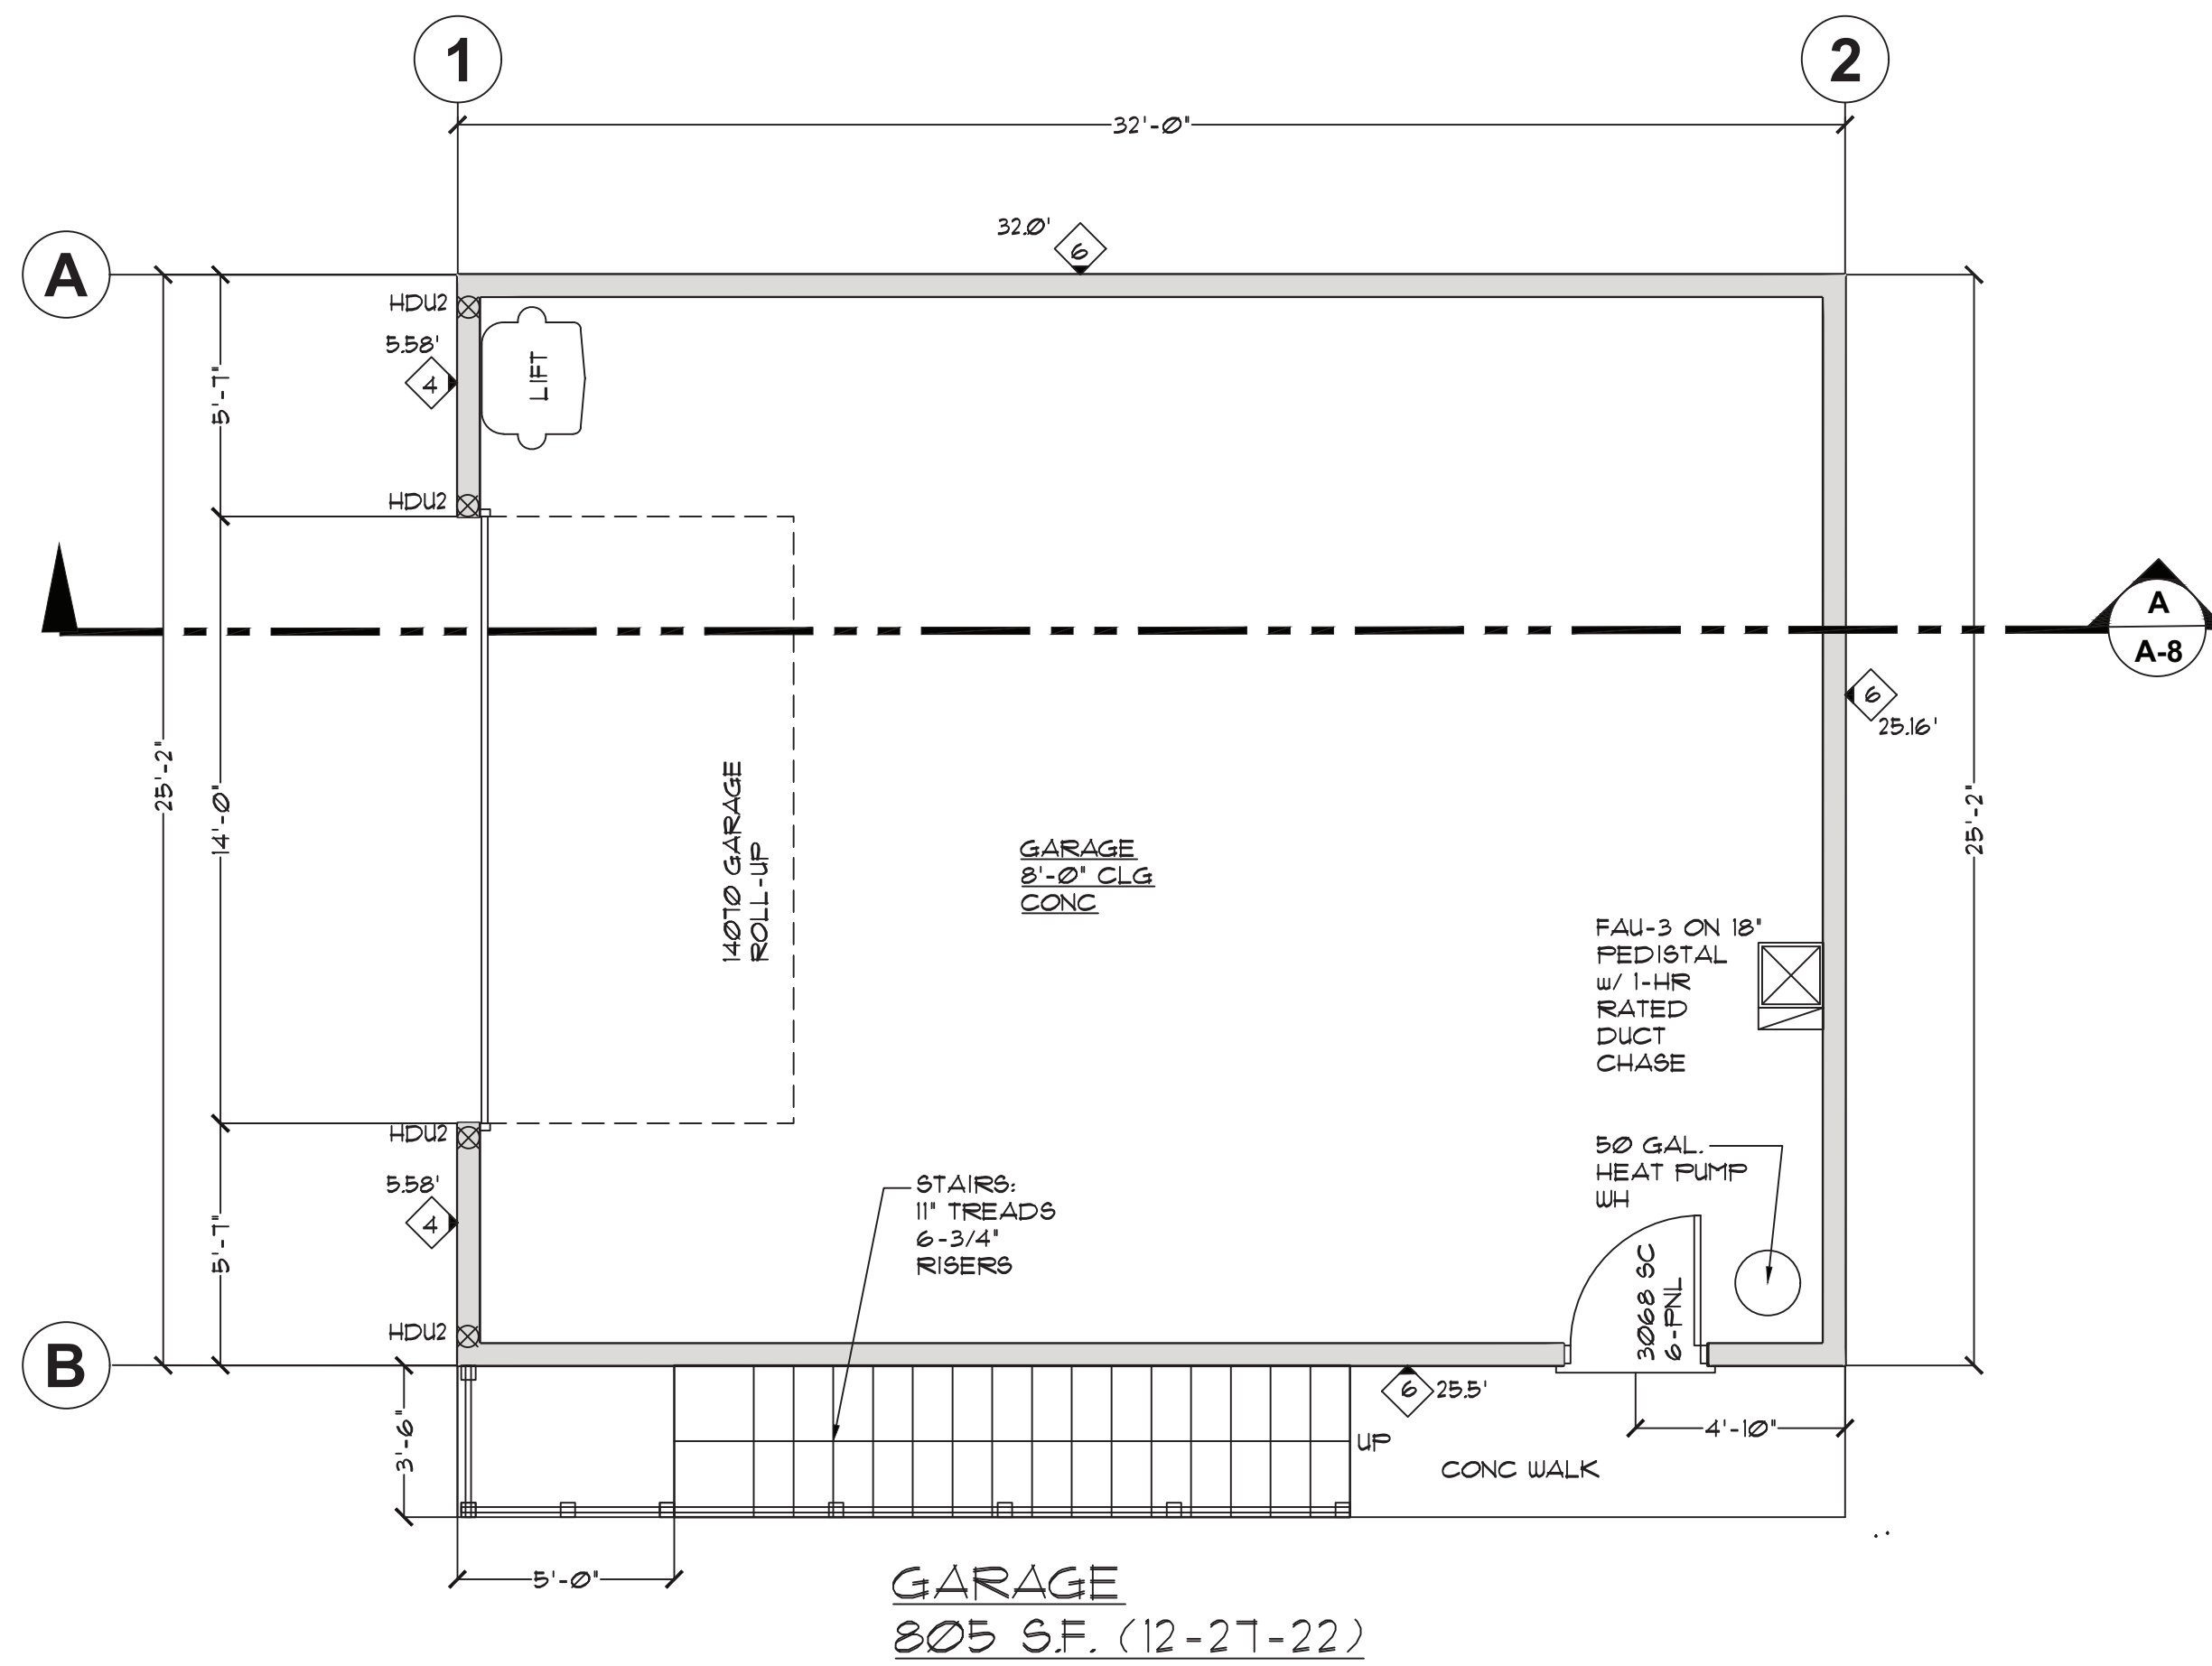 1
2
32'-0"
32.0'
6
A
HDU2
5.58'
4
LIFT
5'-7"
HDU2
A
A-8
6
25.16'
25'-2"
14'-0"
25'-2"
14070 GARAGE
ROLL-UP
GARAGE
8'-0" CLG
CONC
FAU-3 ON 18"
PEDISTAL
w/ 1-HR
RATED
DUCT
CHASE
HDU2
5.58'
4
5'-7"
50 GAL.
HEAT PUMP
WH
STAIRS:
11" TREADS
6-3/4"
RISERS
3068 SC
6-PNL
HDU2
B
6
25.5'
3'-6"
UP
4'-10"
CONC WALK
5'-0"
GARAGE
805 S.F. (12-27-22)